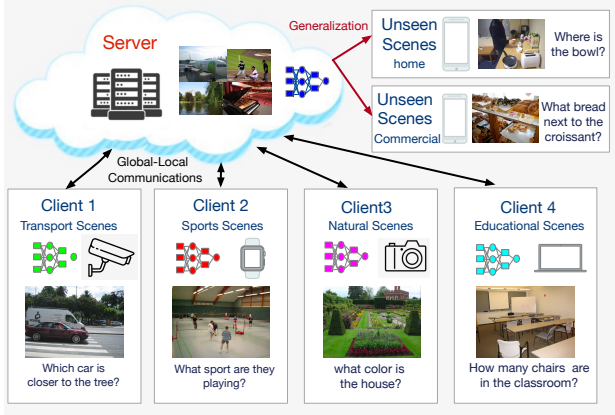 Server
Generalization
Unseen
Scenes
home
Where is
the bowl?
Unseen
Scenes
Commercial
What bread
next to the
croissant?
Global-Local
Communications
Client 1
Transport Scenes
Which car is
closer to the tree?
Client 2
Sports Scenes
What sport are they
playing?
Client3
Natural Scenes
what color is
the house?
Client 4
Educational Scenes
How many chairs are
in the classroom?